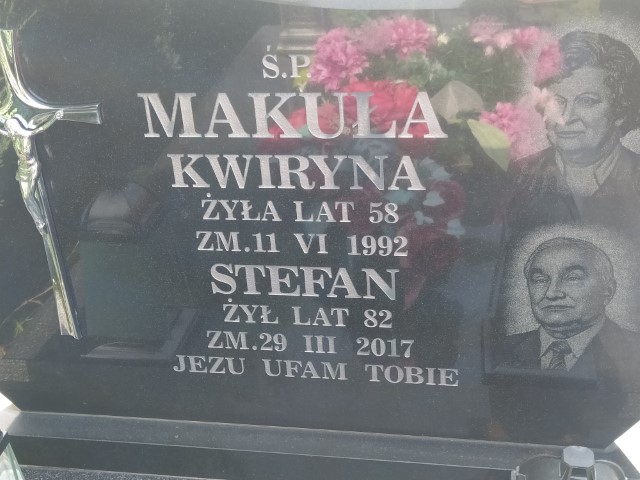 Ś.P.
MAKUŁA
KWIRYNA
ŻYŁA LAT 58
ZM.11 VI 1992
STEFAN
ŻYŁ LAT 82
ZM.29 III 2017
JEZU UFAM TOBIE